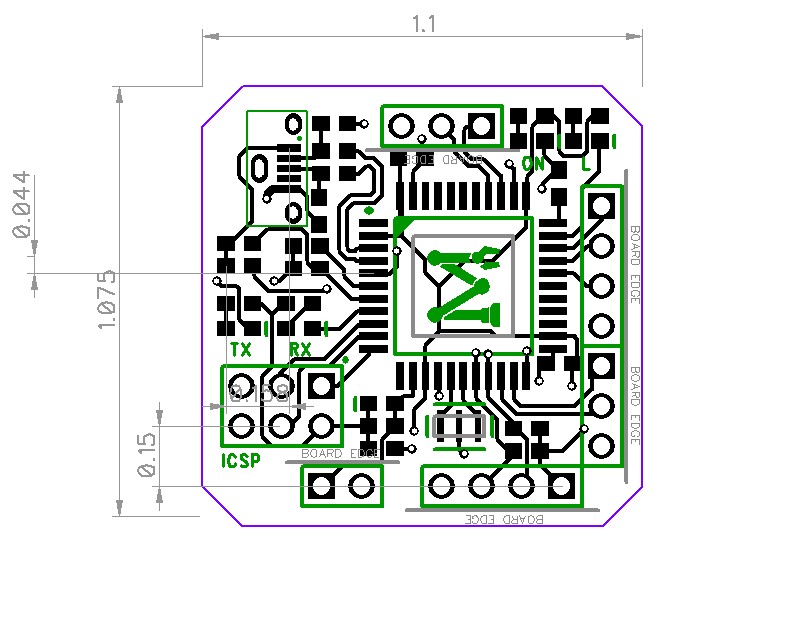 1.1
BOARD EDGE
ON
L
0.044
BOARD EDGE
1.075
M
TX
RX
0.158
BOARD EDGE
0.15
ICSP
BOARD EDGE
BOARD EDGE